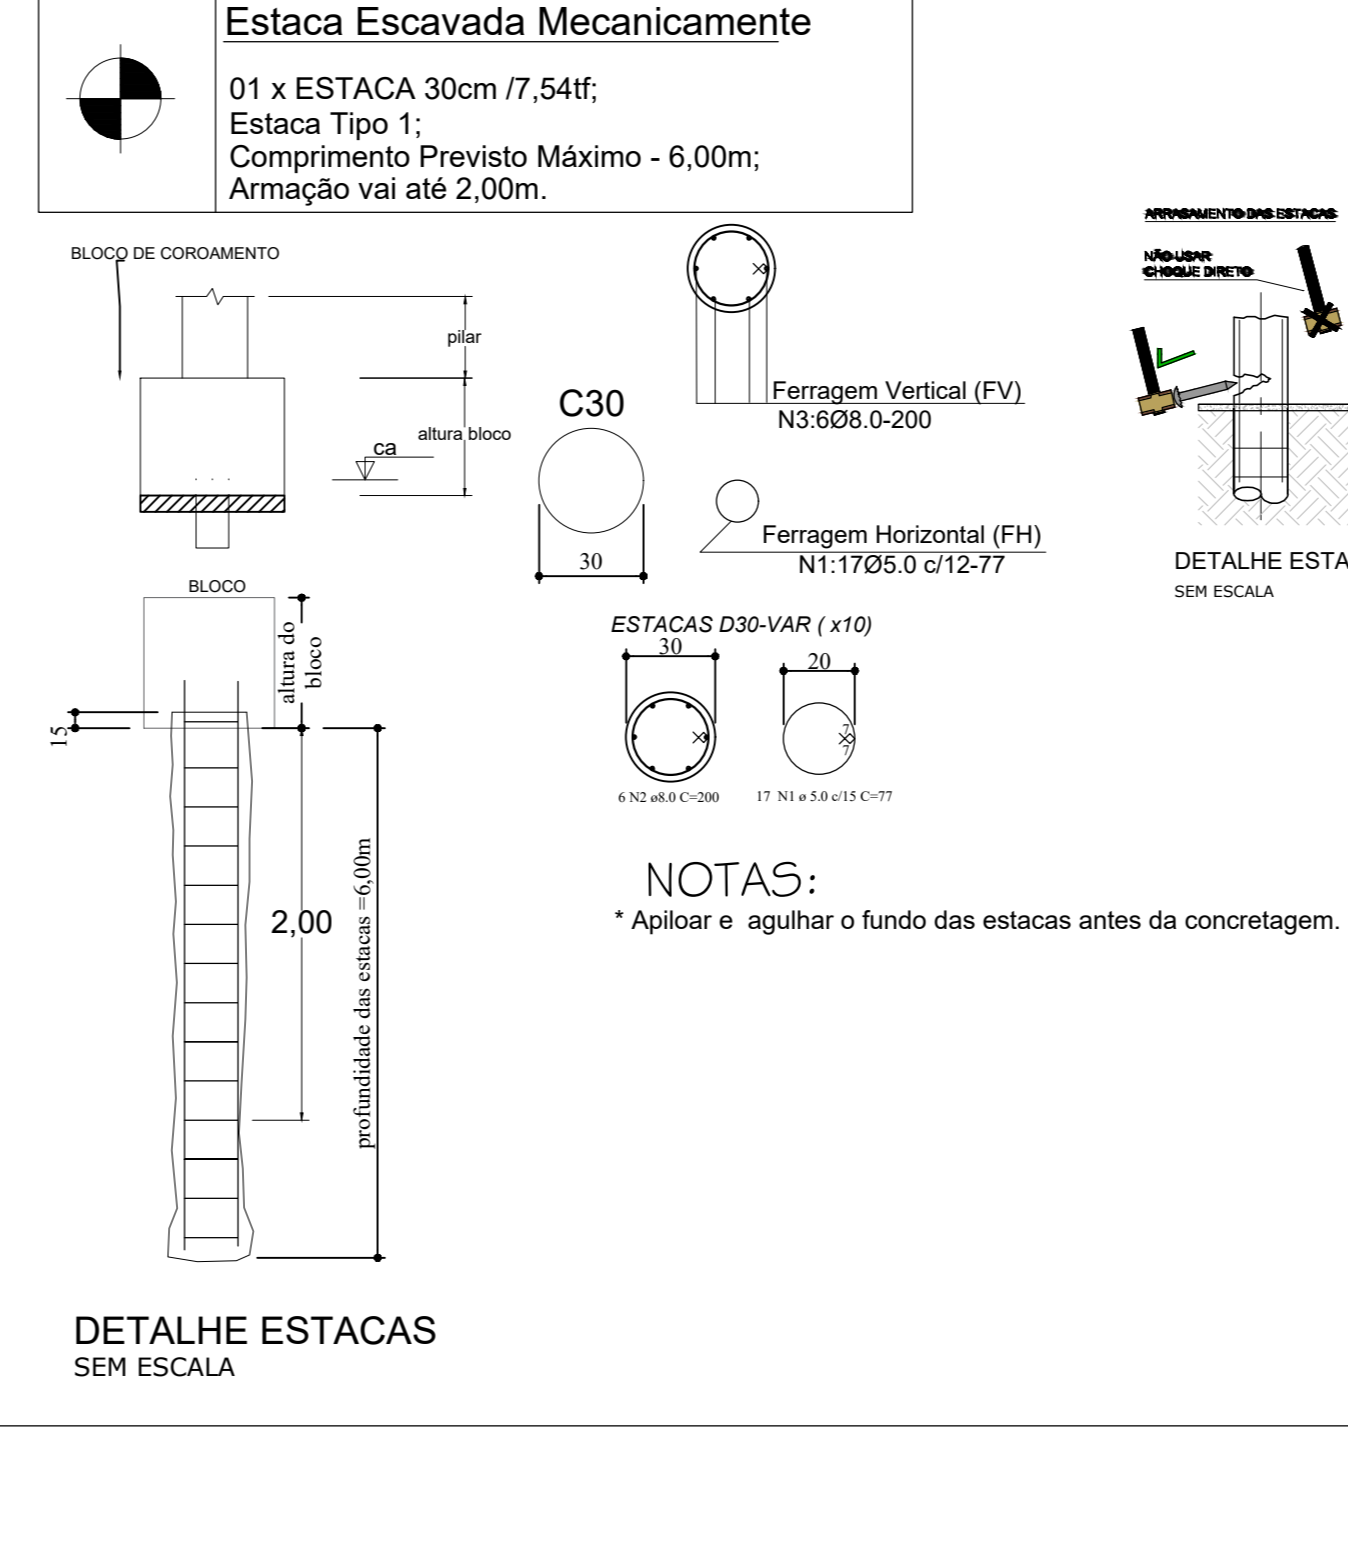 Estaca Escavada Mecanicamente
01 x ESTACA 30cm /7,54tf;
Estaca Tipo 1;
Comprimento Previsto Máximo - 6,00m;
Armação vai até 2,00m.
BLOCO DE COROAMENTO
pilar
altura bloco
ca
C30
30
Ferragem Vertical (FV)
N3:6Ø8.0-200
Ferragem Horizontal (FH)
N1:17Ø5.0 c/12-77
ARRASAMENTO DAS ESTACAS
NÃO USAR
CHOQUE DIRETO
DETALHE ESTA
SEM ESCALA
BLOCO
altura do
bloco
15
2,00
profundidade das estacas =6,00m
ESTACAS D30-VAR ( x10)
30
20
7
7
6 N2 ø8.0 C=200
17 N1 ø 5.0 c/15 C=77
NOTAS:
* Apiloar e agulhar o fundo das estacas antes da concretagem.
DETALHE ESTACAS
SEM ESCALA